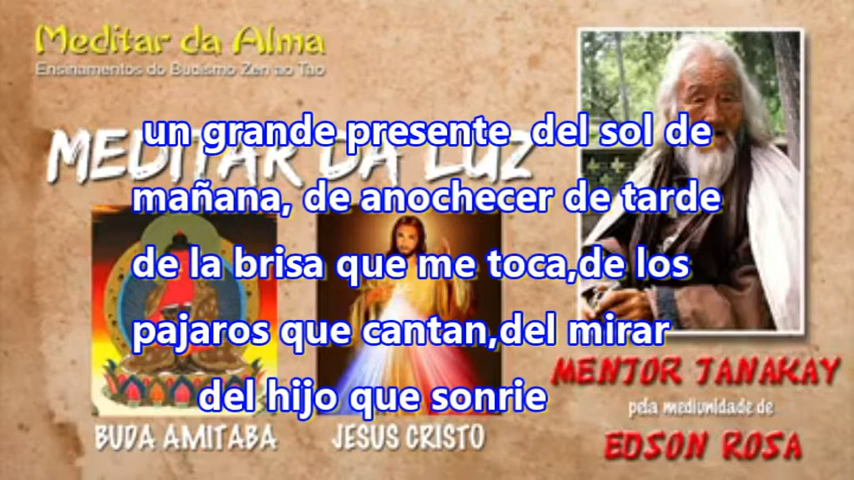 Meditar da Alma
Ensinamentos do Budismo Zen ao Tao
MEDITAR DA LUZ
un grande presente del sol de
mañana, de anochecer de tarde
de la brisa que me toca,de los
pajaros que cantan,del mirar
del hijo que sonrie
BUDA AMITABA
JESUS CRISTO
MENTOR JANAKAY
pela mediunidade de
EDSON ROSA